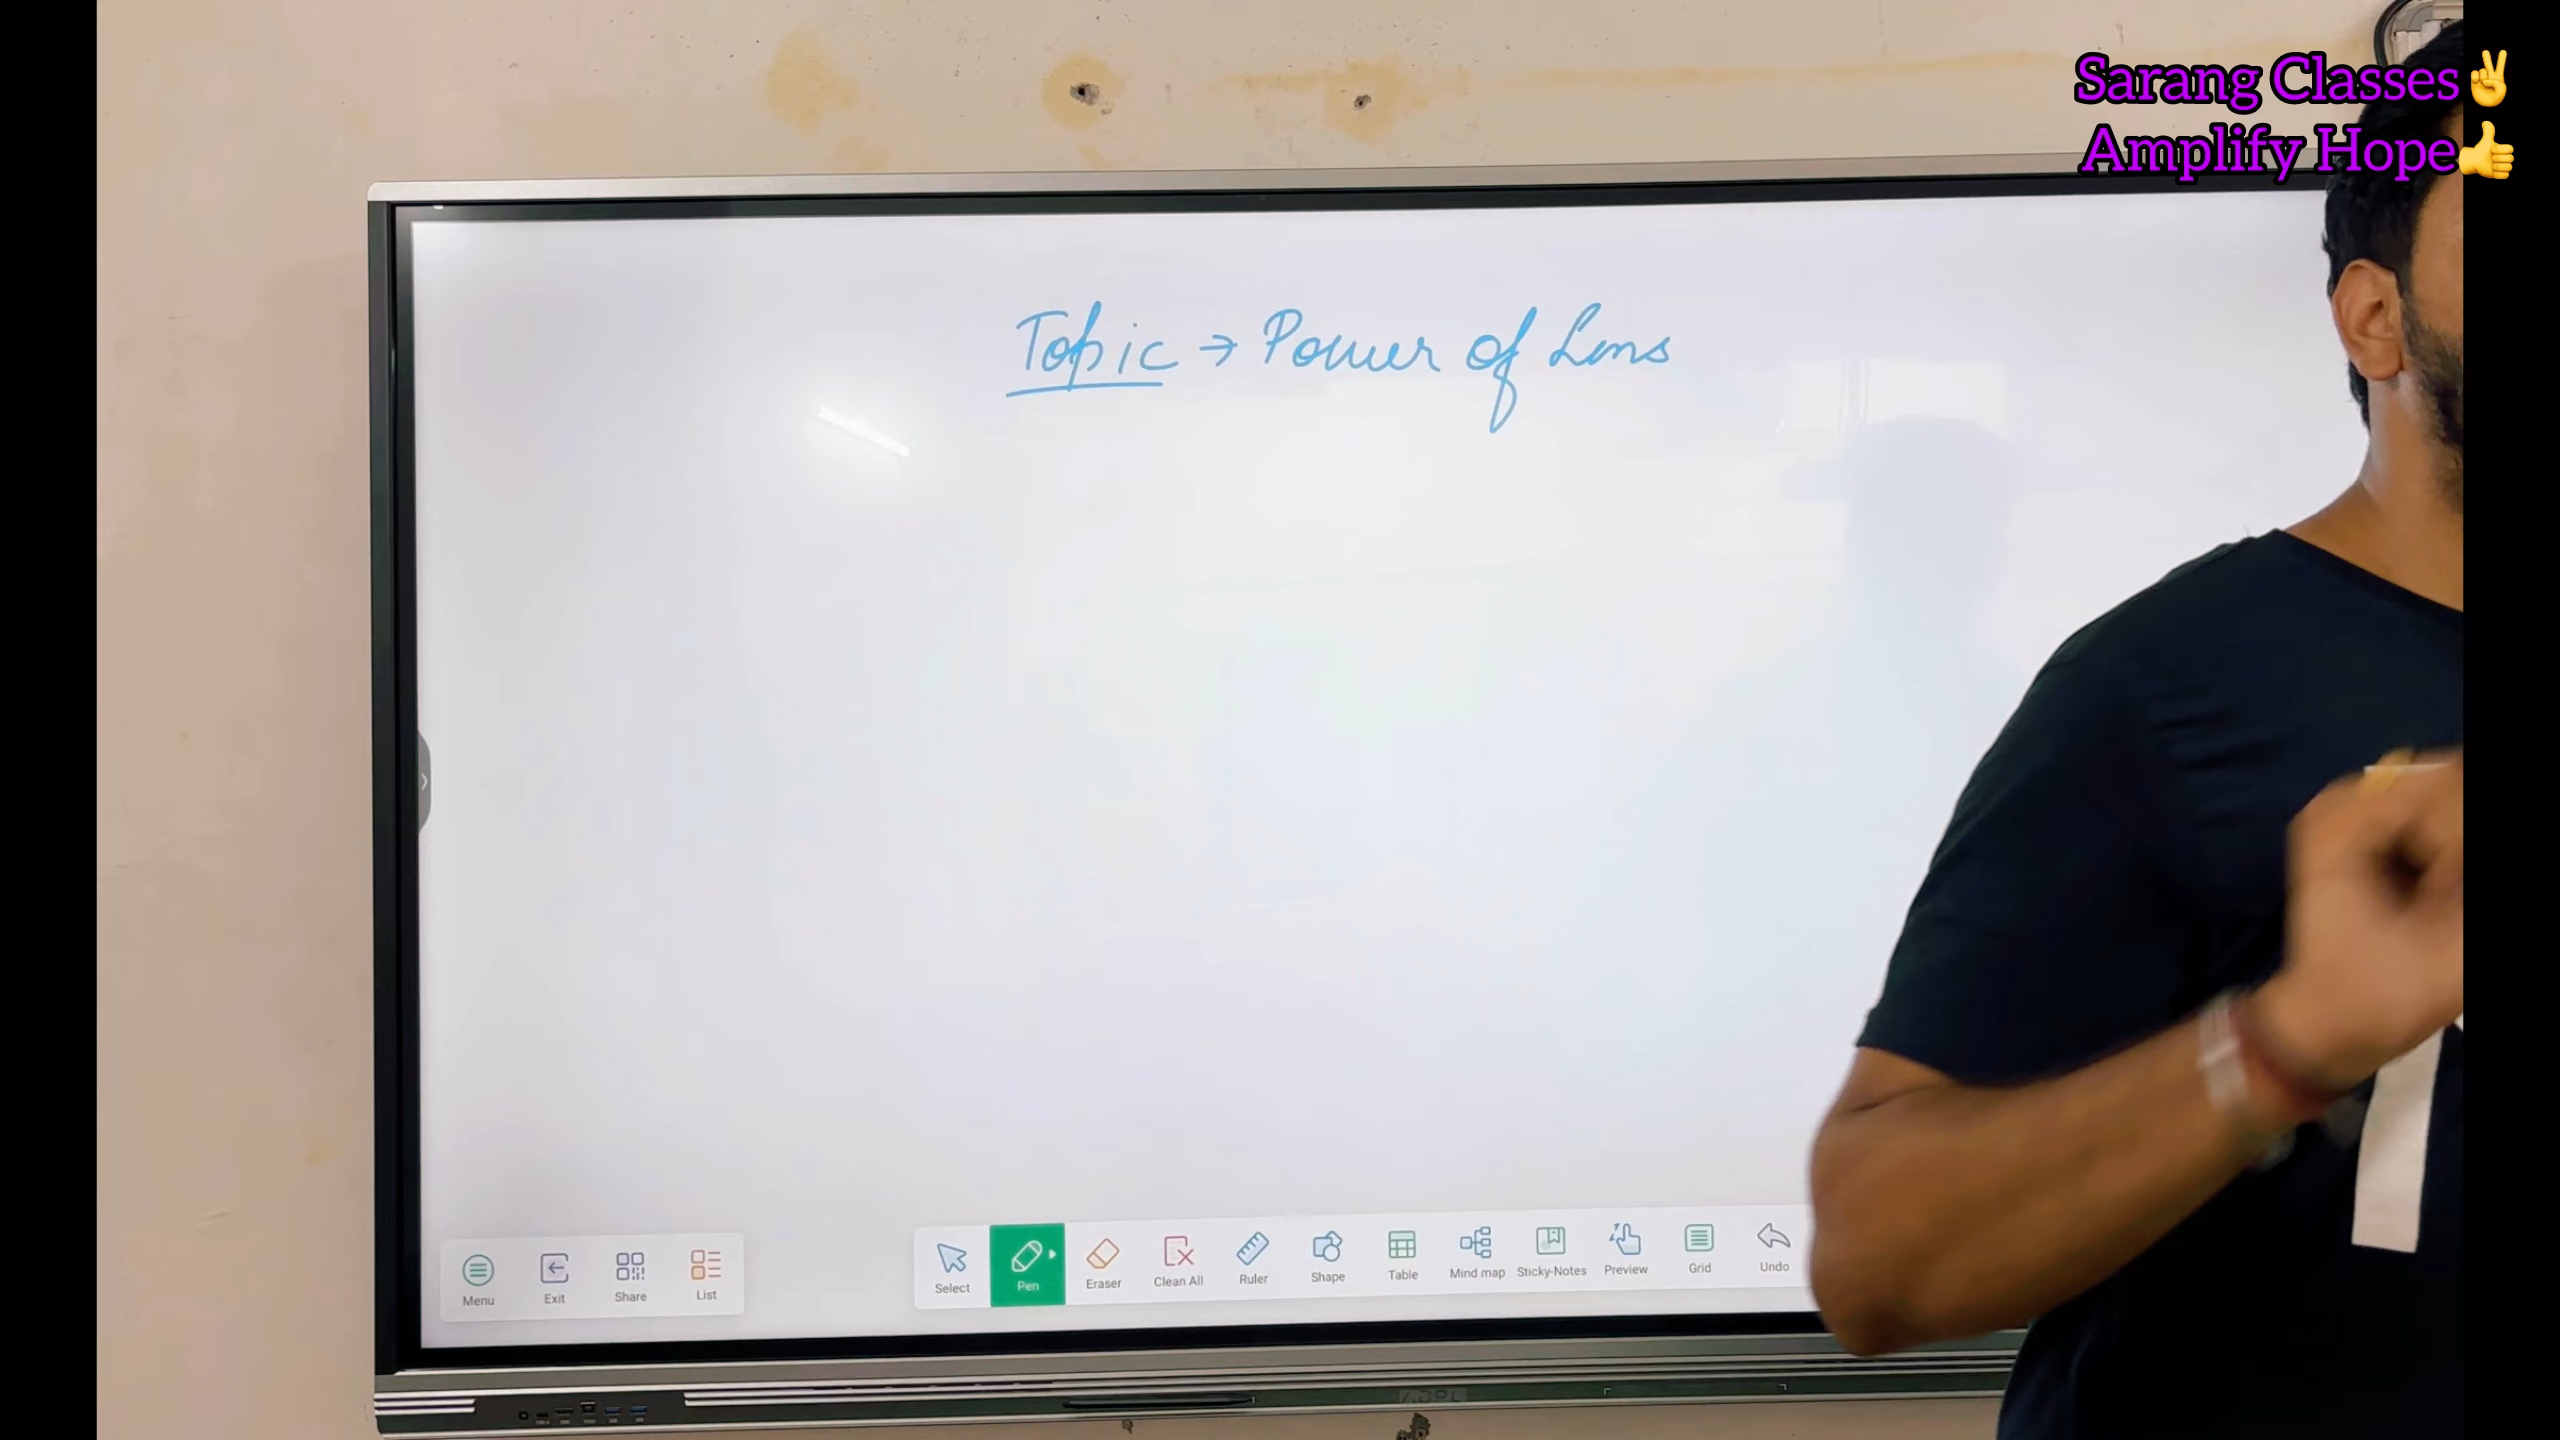 Sarang Classes✌
Amplify Hope👍
Topic → Power of Lens
Menu Exit Share List
Select Pen Eraser Clean All Ruler Shape Table Mind map Sticky-Notes Preview Grid Undo